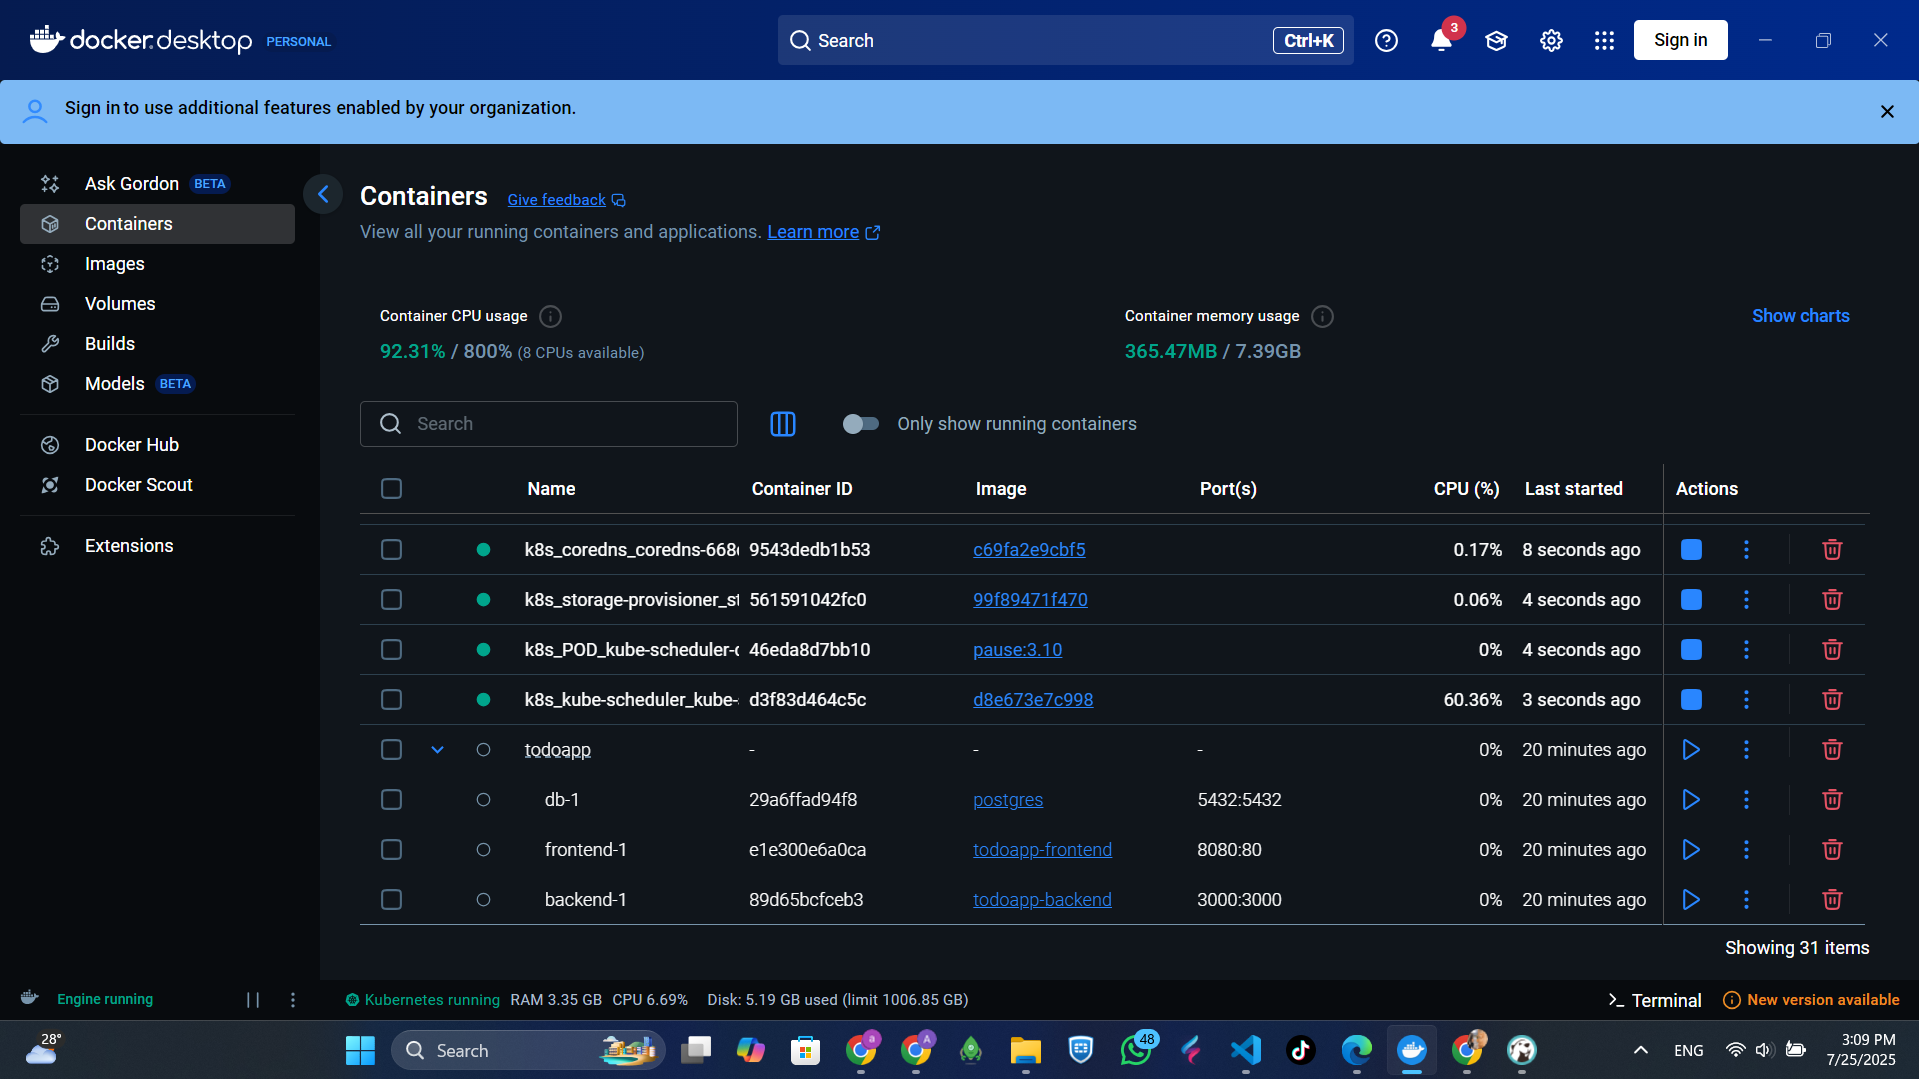 docker.desktop PERSONAL
Search Ctrl+K
3
Sign in
Sign in to use additional features enabled by your organization.
Ask Gordon BETA
Containers
Images
Volumes
Builds
Models BETA
Docker Hub
Docker Scout
Extensions
Containers Give feedback
View all your running containers and applications. Learn more
Container CPU usage
92.31% / 800% (8 CPUs available)
Container memory usage
365.47MB / 7.39GB
Show charts
Search
Only show running containers
Name Container ID Image Port(s) CPU (%) Last started Actions
k8s_coredns_coredns-668 9543dedb1b53 c69fa2e9cbf5 0.17% 8 seconds ago
k8s_storage-provisioner_st 561591042fc0 99f89471f470 0.06% 4 seconds ago
k8s_POD_kube-scheduler- 46eda8d7bb10 pause:3.10 0% 4 seconds ago
k8s_kube-scheduler_kube- d3f83d464c5c d8e673e7c998 60.36% 3 seconds ago
todoapp - - - 0% 20 minutes ago
db-1 29a6ffad94f8 postgres 5432:5432 0% 20 minutes ago
frontend-1 e1e300e6a0ca todoapp-frontend 8080:80 0% 20 minutes ago
backend-1 89d65bcfceb3 todoapp-backend 3000:3000 0% 20 minutes ago
Showing 31 items
Engine running
Kubernetes running RAM 3.35 GB CPU 6.69% Disk: 5.19 GB used (limit 1006.85 GB)
Terminal
New version available
28°
Search
a
A
48
ENG
3:09 PM
7/25/2025